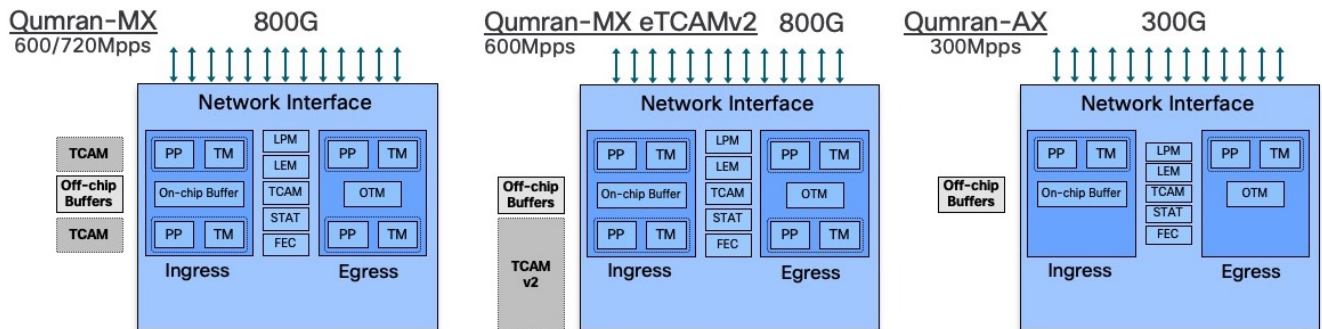 Qumran-MX 800G
600/720Mpps
Network Interface
TCAM
Off-chip
Buffers
TCAM
PP TM
On-chip Buffer
PP TM
Ingress
LPM
LEM
TCAM
STAT
FEC
PP TM
OTM
PP TM
Egress
Qumran-MX eTCAMv2 800G
600Mpps
Network Interface
Off-chip
Buffers
TCAM
v2
PP TM
On-chip Buffer
PP TM
Ingress
LPM
LEM
TCAM
STAT
FEC
PP TM
OTM
PP TM
Egress
Qumran-AX 300G
300Mpps
Network Interface
Off-chip
Buffers
PP TM
On-chip Buffer
Ingress
LPM
LEM
TCAM
STAT
FEC
PP TM
OTM
Egress